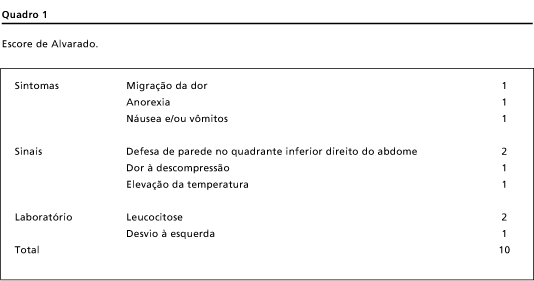 Quadro 1
Escore de Alvarado.
Sintomas Migração da dor 1
Anorexia 1
Náusea e/ou vômitos 1
Sinais Defesa de parede no quadrante inferior direito do abdome 2
Dor à descompressão 1
Elevação da temperatura 1
Laboratório Leucocitose 2
Desvio à esquerda 1
Total 10